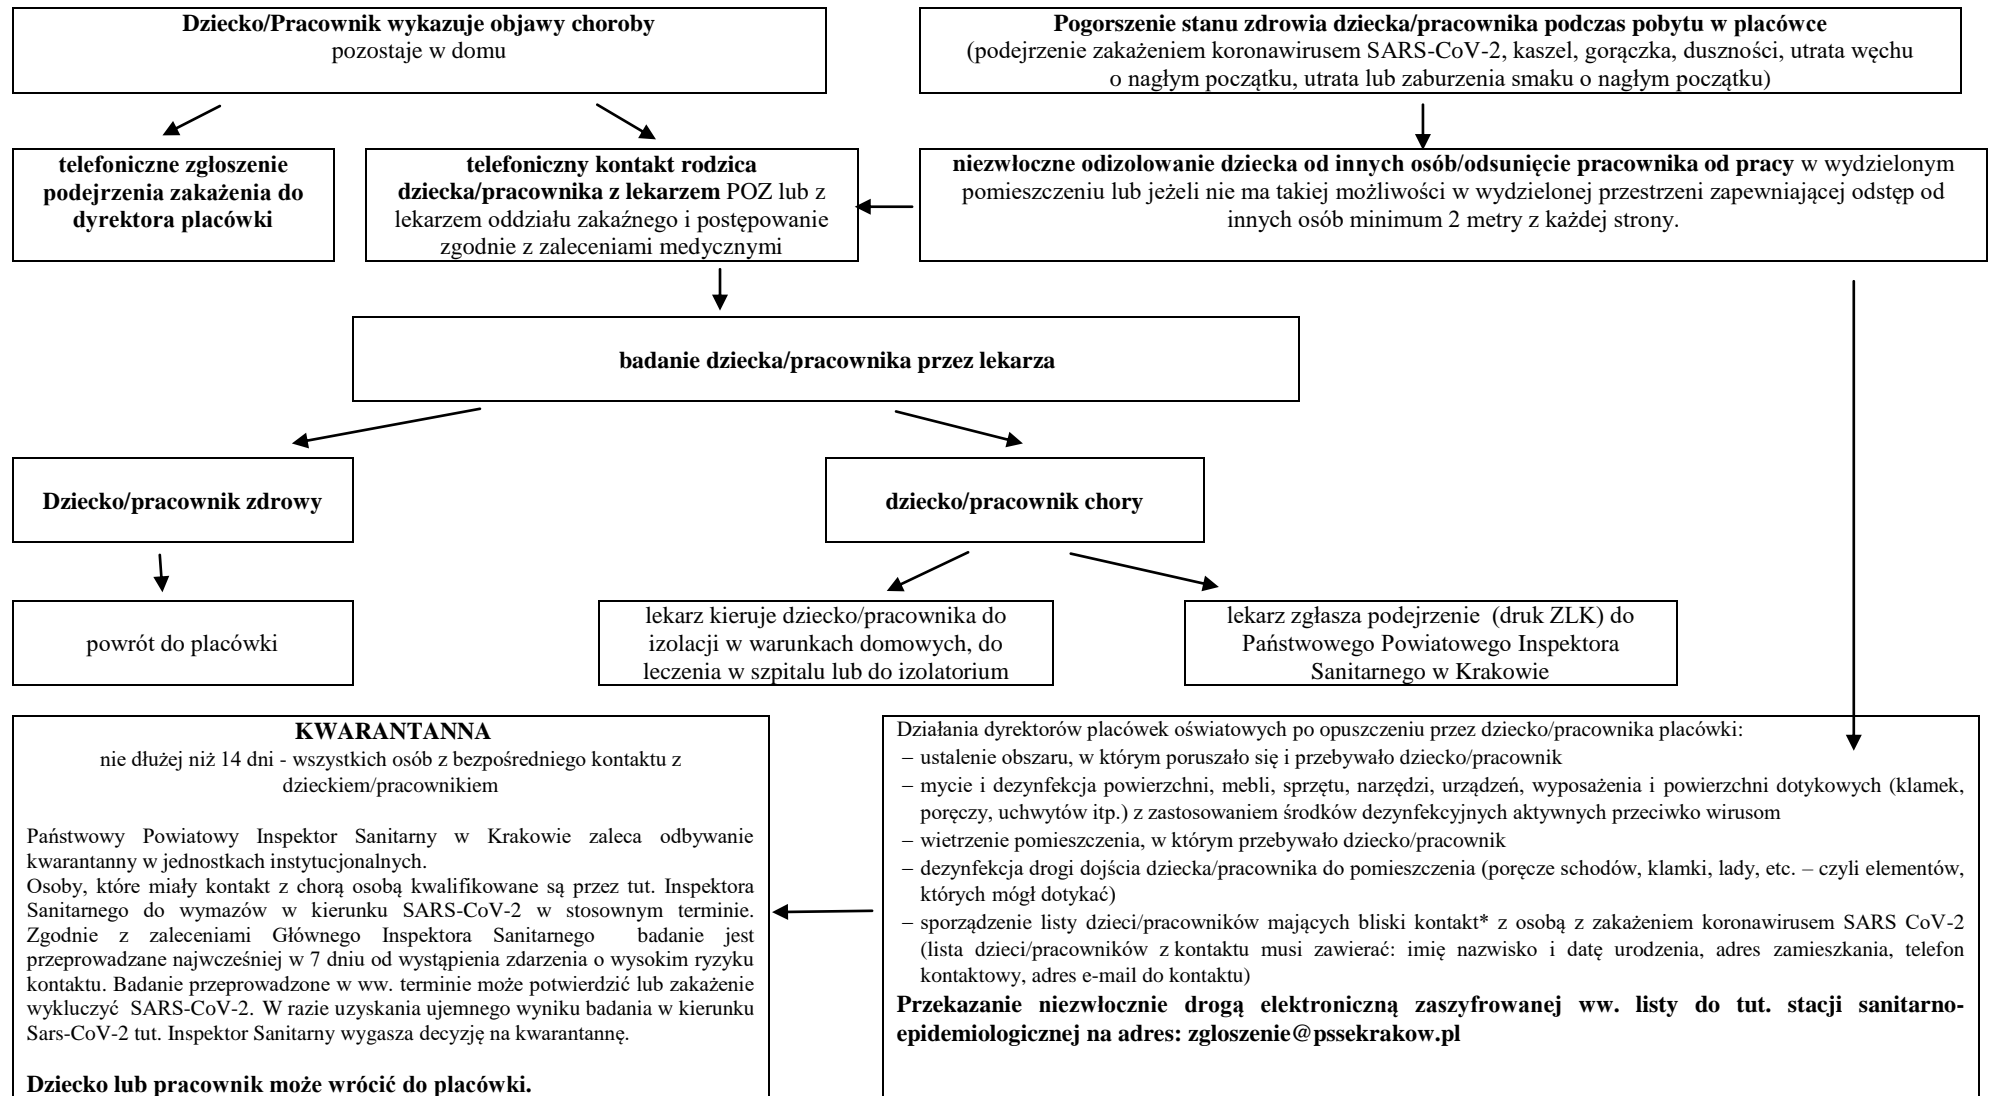 Dziecko/Pracownik wykazuje objawy choroby
pozostaje w domu
Pogorszenie stanu zdrowia dziecka/pracownika podczas pobytu w placówce
(podejrzenie zakażeniem koronawirusem SARS-CoV-2, kaszel, gorączka, duszności, utrata węchu
o nagłym początku, utrata lub zaburzenia smaku o nagłym początku)
telefoniczne zgłoszenie
podejrzenia zakażenia do
dyrektora placówki
telefoniczny kontakt rodzica
dziecka/pracownika z lekarzem POZ lub z
lekarzem oddziału zakaźnego i postępowanie
zgodnie z zaleceniami medycznymi
niezwłoczne odizolowanie dziecka od innych osób/odsunięcie pracownika od pracy w wydzielonym
pomieszczeniu lub jeżeli nie ma takiej możliwości w wydzielonej przestrzeni zapewniającej odstęp od
innych osób minimum 2 metry z każdej strony.
badanie dziecka/pracownika przez lekarza
Dziecko/pracownik zdrowy
dziecko/pracownik chory
powrót do placówki
lekarz kieruje dziecko/pracownika do
izolacji w warunkach domowych, do
leczenia w szpitalu lub do izolatorium
lekarz zgłasza podejrzenie (druk ZLK) do
Państwowego Powiatowego Inspektora
Sanitarnego w Krakowie
KWARANTANNA
nie dłużej niż 14 dni - wszystkich osób z bezpośredniego kontaktu z
dzieckiem/pracownikiem
Państwowy Powiatowy Inspektor Sanitarny w Krakowie zaleca odbywanie
kwarantanny w jednostkach instytucjonalnych.
Osoby, które miały kontakt z chorą osobą kwalifikowane są przez tut. Inspektora
Sanitarnego do wymazów w kierunku SARS-CoV-2 w stosownym terminie.
Zgodnie z zaleceniami Głównego Inspektora Sanitarnego badanie jest
przeprowadzane najwcześniej w 7 dniu od wystąpienia zdarzenia o wysokim ryzyku
kontaktu. Badanie przeprowadzone w ww. terminie może potwierdzić lub zakażenie
wykluczyć SARS-CoV-2. W razie uzyskania ujemnego wyniku badania w kierunku
Sars-CoV-2 tut. Inspektor Sanitarny wygasza decyzję na kwarantannę.
Dziecko lub pracownik może wrócić do placówki.
Działania dyrektorów placówek oświatowych po opuszczeniu przez dziecko/pracownika placówki:
– ustalenie obszaru, w którym poruszało się i przebywało dziecko/pracownik
– mycie i dezynfekcja powierzchni, mebli, sprzętu, narzędzi, urządzeń, wyposażenia i powierzchni dotykowych (klamek,
poręczy, uchwytów itp.) z zastosowaniem środków dezynfekcyjnych aktywnych przeciwko wirusom
– wietrzenie pomieszczenia, w którym przebywało dziecko/pracownik
– dezynfekcja drogi dojścia dziecka/pracownika do pomieszczenia (poręcze schodów, klamki, lady, etc. – czyli elementów,
których mógł dotykać)
– sporządzenie listy dzieci/pracowników mających bliski kontakt* z osobą z zakażeniem koronawirusem SARS CoV-2
(lista dzieci/pracowników z kontaktu musi zawierać: imię nazwisko i datę urodzenia, adres zamieszkania, telefon
kontaktowy, adres e-mail do kontaktu)
Przekazanie niezwłocznie drogą elektroniczną zaszyfrowanej ww. listy do tut. stacji sanitarno-
epidemiologicznej na adres: zgloszenie@pssekrakow.pl